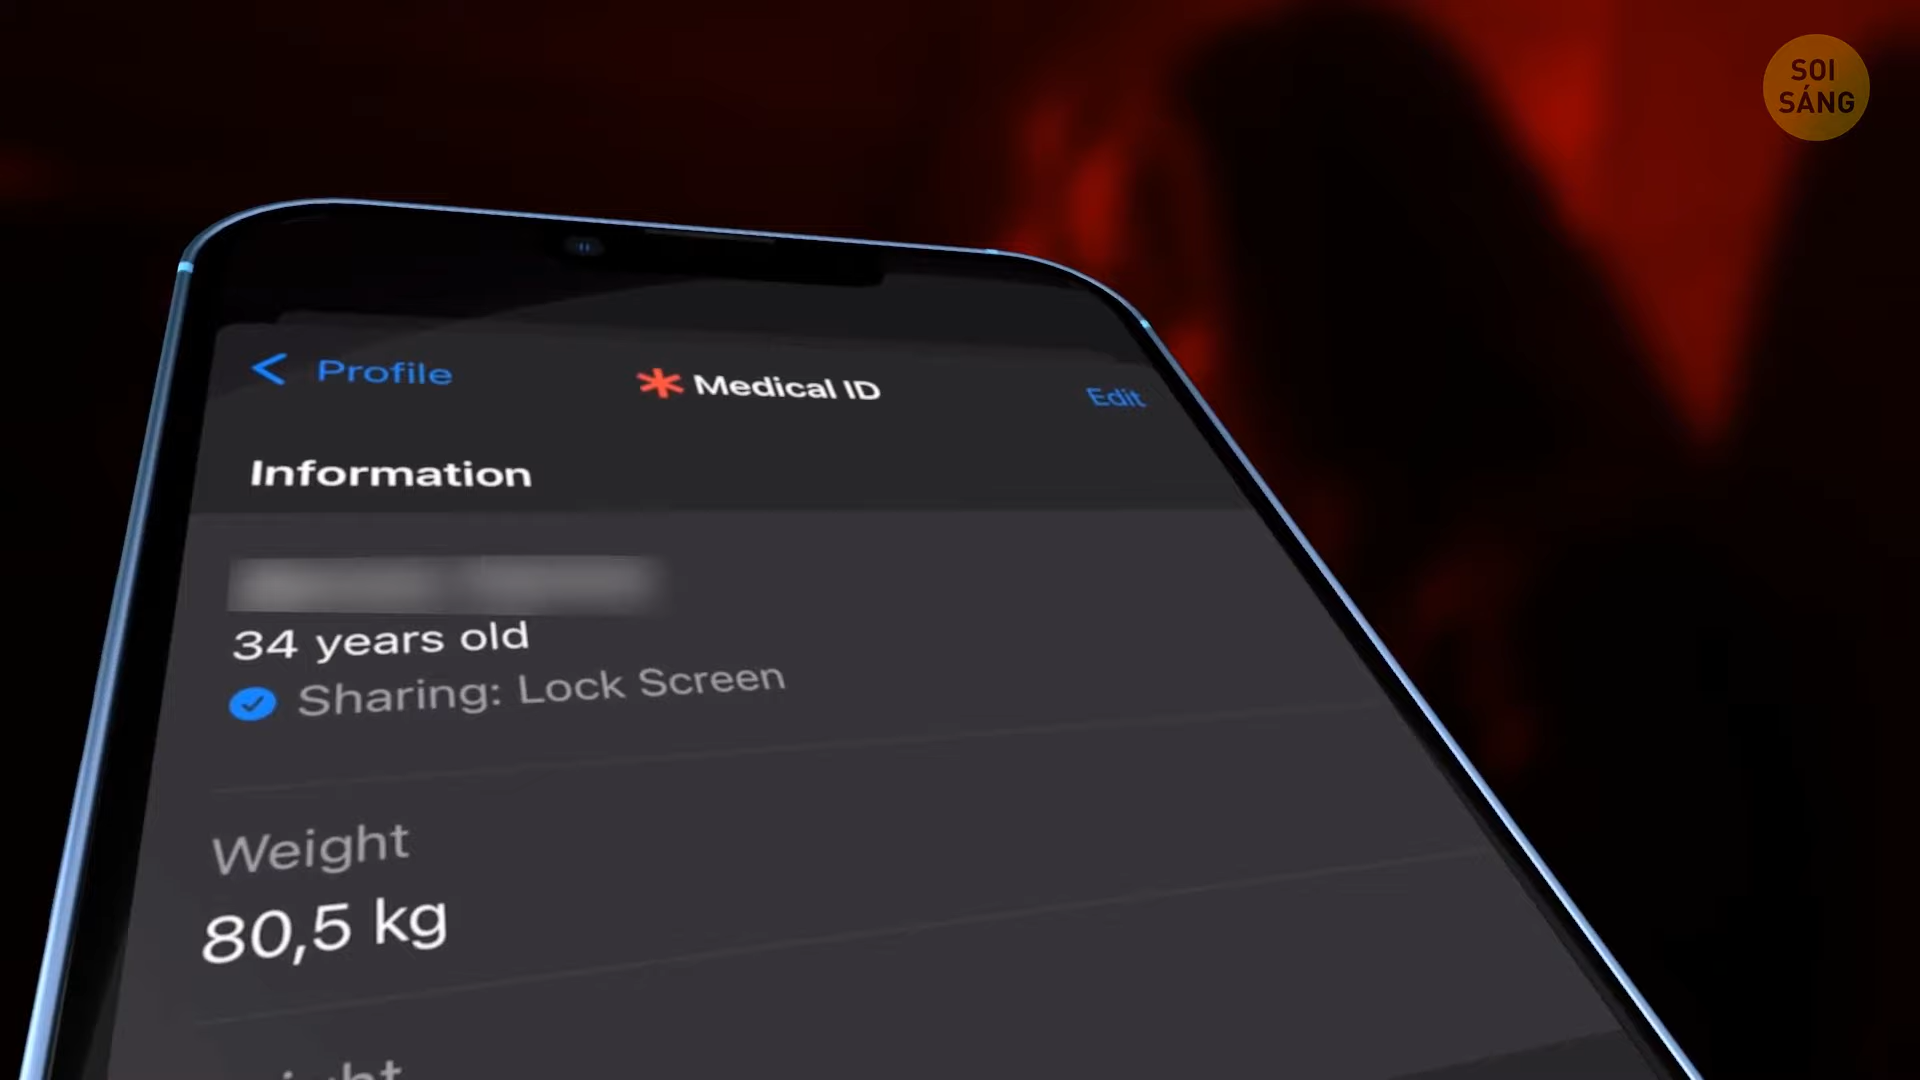 SOI
SÁNG
Profile
Medical ID
Edit
Information
34 years old
Sharing: Lock Screen
Weight
80,5 kg